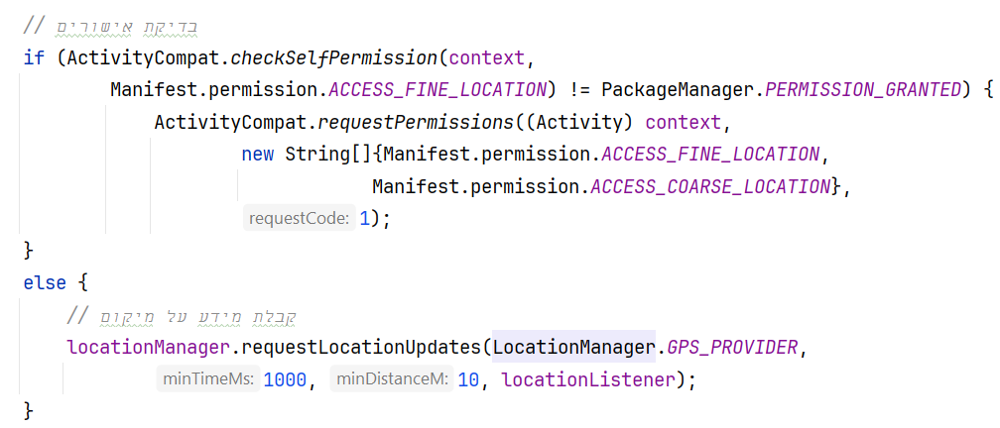 // בדיקת אישורים
if (ActivityCompat.checkSelfPermission(context,
Manifest.permission.ACCESS_FINE_LOCATION) != PackageManager.PERMISSION_GRANTED) {
ActivityCompat.requestPermissions((Activity) context,
new String[]{Manifest.permission.ACCESS_FINE_LOCATION,
Manifest.permission.ACCESS_COARSE_LOCATION},
requestCode: 1);
}
else {
// קבלת מידע על מיקום
locationManager.requestLocationUpdates(LocationManager.GPS_PROVIDER,
minTimeMs: 1000, minDistanceM: 10, locationListener);
}